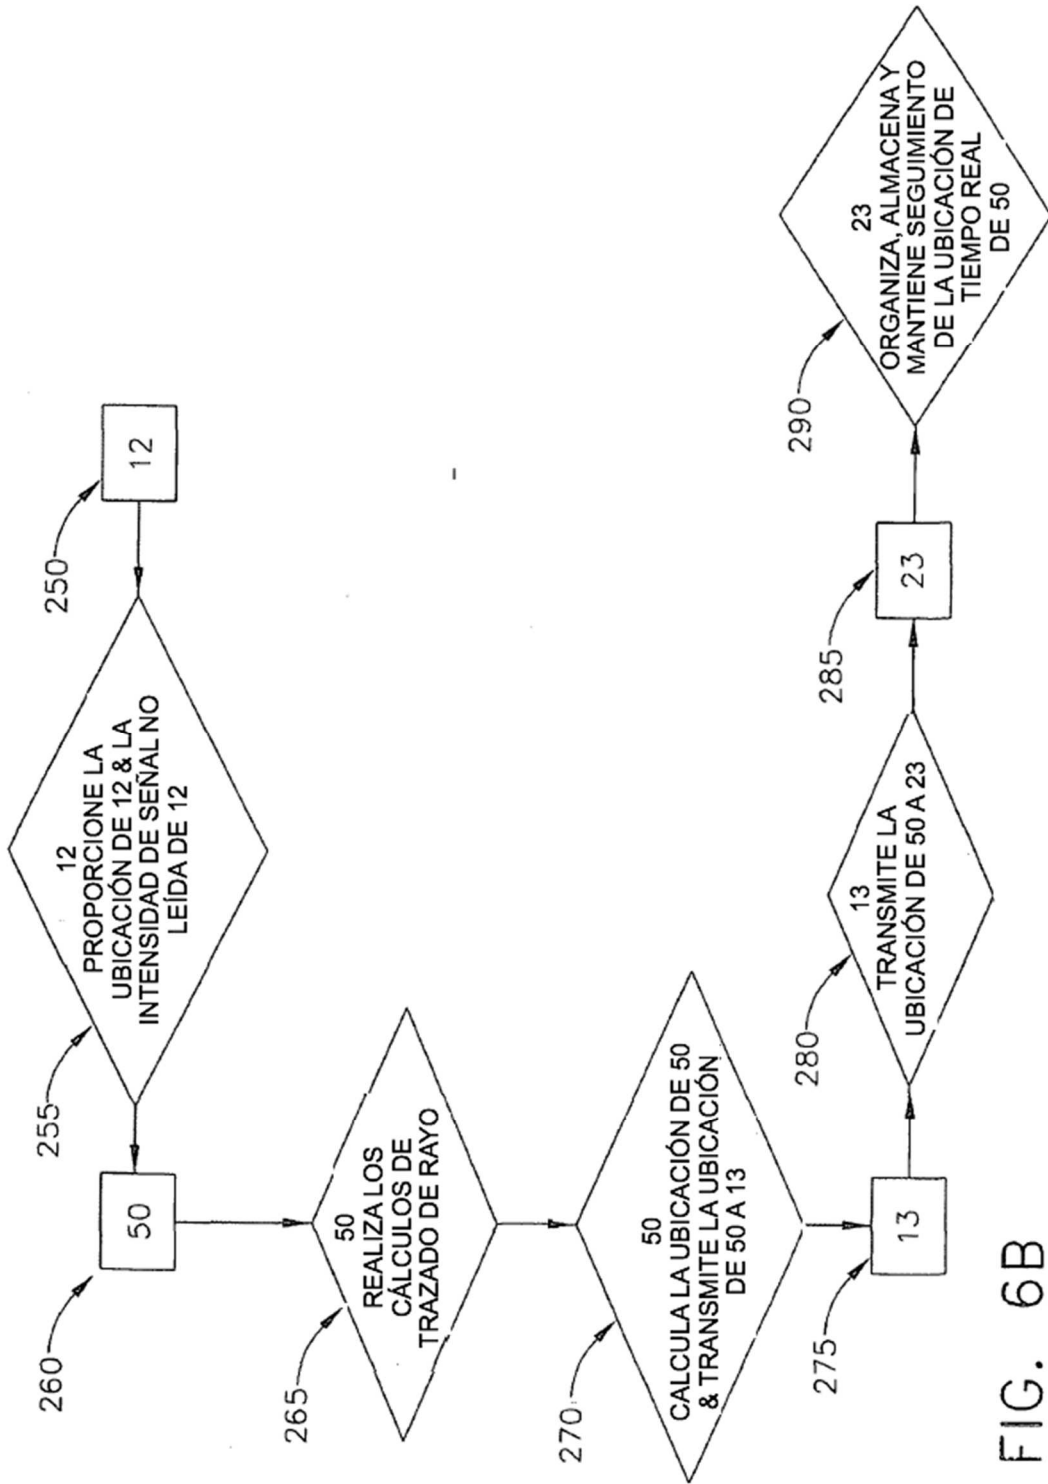 250
12
255
12
PROPORCIONE LA
UBICACIÓN DE 12 & LA
INTENSIDAD DE SEÑAL NO
LEÍDA DE 12
260
50
265
50
REALIZA LOS
CÁLCULOS DE
TRAZADO DE RAYO
270
50
CALCULA LA UBICACIÓN DE 50
& TRANSMITE LA UBICACIÓN
DE 50 A 13
275
13
280
13
TRANSMITE LA
UBICACIÓN DE 50 A 23
285
23
290
23
ORGANIZA, ALMACENA Y
MANTIENE SEGUIMIENTO
DE LA UBICACIÓN DE
TIEMPO REAL
DE 50
FIG. 6B